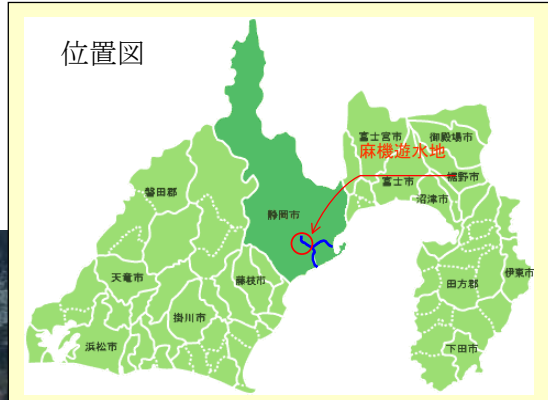 位置図
富士宮市
御殿場市
麻機遊水地
富士市
裾野市
磐田郡
沼津市
静岡市
天竜市
藤枝市
田方郡
伊東市
掛川市
浜松市
下田市